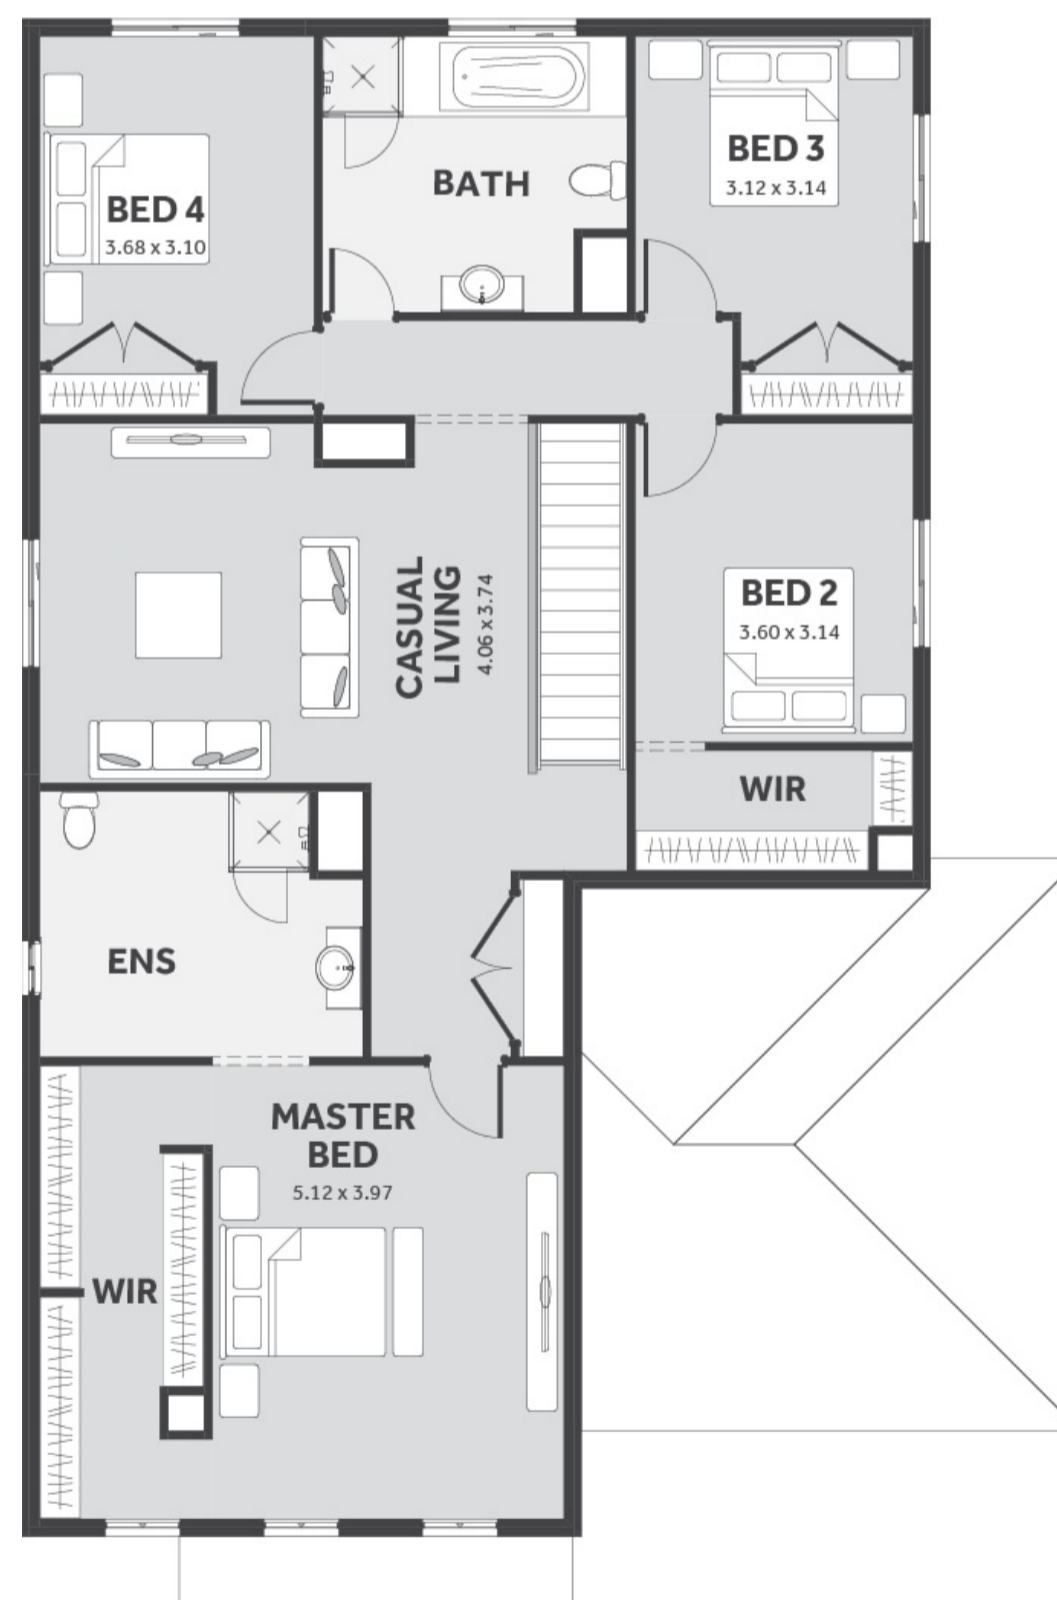 BATH
BED 3
3.12 x 3.14
BED 4
3.68 x 3.10
CASUAL
LIVING
4.06 x 3.74
BED 2
3.60 x 3.14
WIR
ENS
MASTER
BED
5.12 x 3.97
WIR